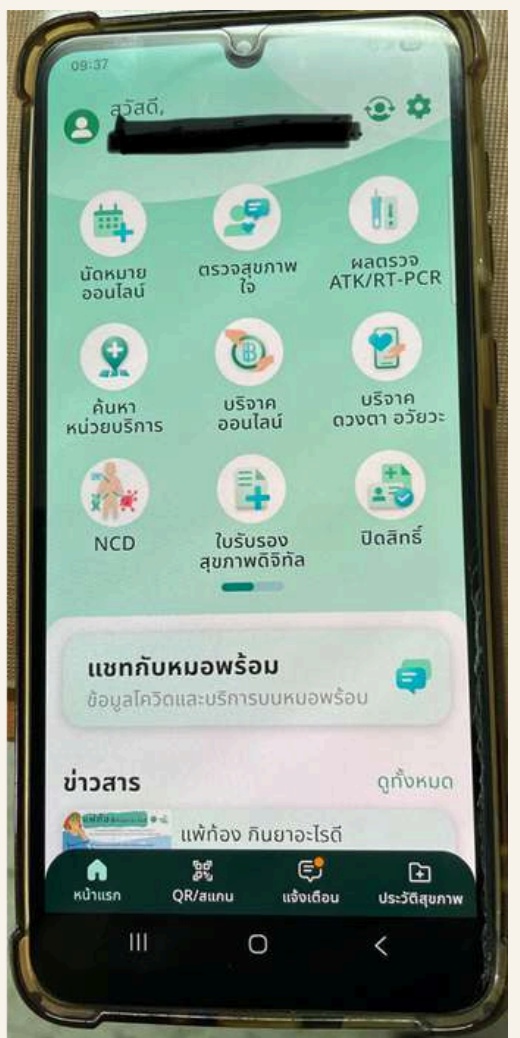 09:37
สวัสดี,
นัดหมาย
ออนไลน์
ตรวจสุขภาพ
ใจ
ผลตรวจ
ATK/RT-PCR
ค้นหา
หน่วยบริการ
บริจาค
ออนไลน์
บริจาค
ดวงตา อวัยวะ
NCD
ใบรับรอง
สุขภาพดิจิทัล
ปิดสิทธิ์
แชทกับหมอพร้อม
ข้อมูลโควิดและบริการบนหมอพร้อม
ข่าวสาร
ดูทั้งหมด
แพ้ท้อง กินยาอะไรดี
หน้าแรก
QR/สแกน
แจ้งเตือน
ประวัติสุขภาพ